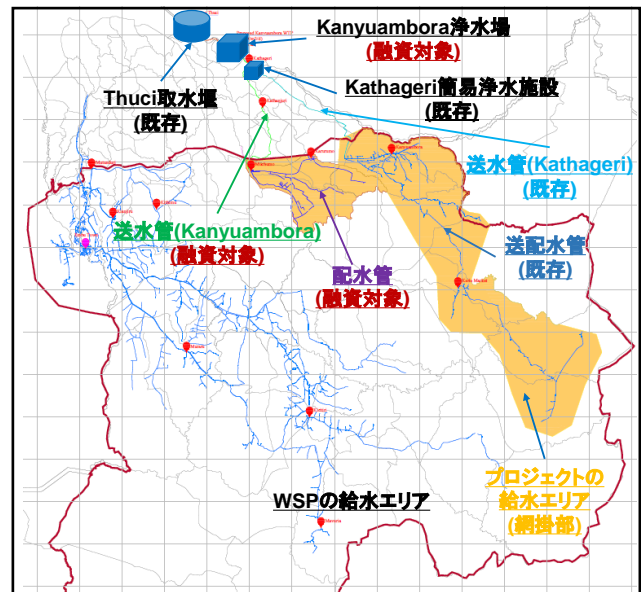 Kanyuambora浄水場
(融資対象)
Thuci取水堰
(既存)
Kathageri簡易浄水施設
(既存)
送水管(Kathageri)
(既存)
送水管(Kanyuambora)
(融資対象)
配水管
(融資対象)
送配水管
(既存)
プロジェクトの
給水エリア
(網掛部)
WSPの給水エリア